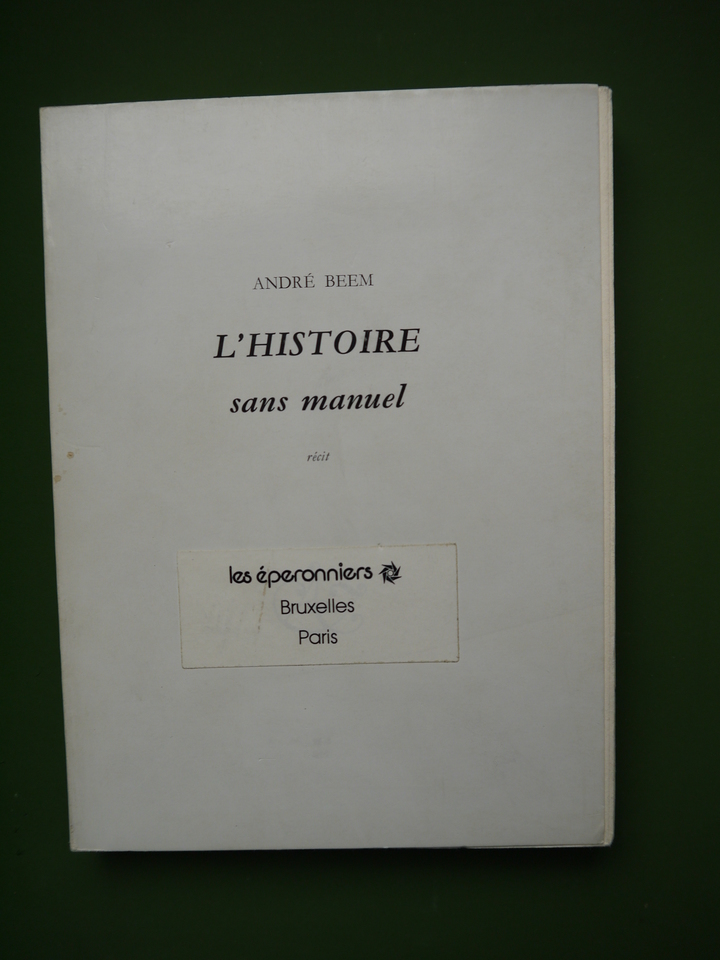 ANDRÉ BEEM
L'HISTOIRE
sans manuel
récit
les éperonniers
Bruxelles
Paris